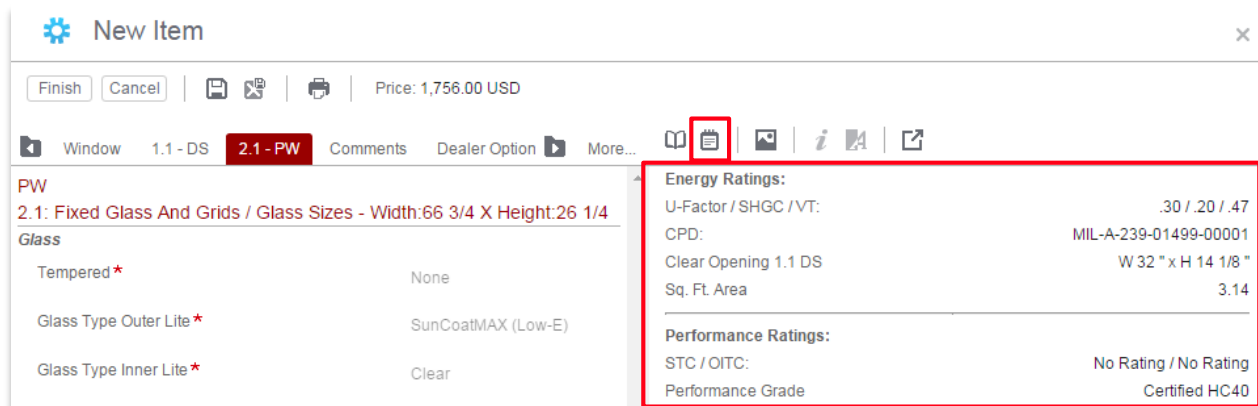 New Item
Finish Cancel Price: 1,756.00 USD
Window 1.1 - DS 2.1 - PW Comments Dealer Option More...
PW
2.1: Fixed Glass And Grids / Glass Sizes - Width:66 3/4 X Height:26 1/4
Glass
Tempered* None
Glass Type Outer Lite* SunCoatMAX (Low-E)
Glass Type Inner Lite* Clear
Energy Ratings:
U-Factor / SHGC / VT: .30 / .20 / .47
CPD: MIL-A-239-01499-00001
Clear Opening 1.1 DS W 32 " x H 14 1/8 "
Sq. Ft. Area 3.14
Performance Ratings:
STC / OITC: No Rating / No Rating
Performance Grade Certified HC40